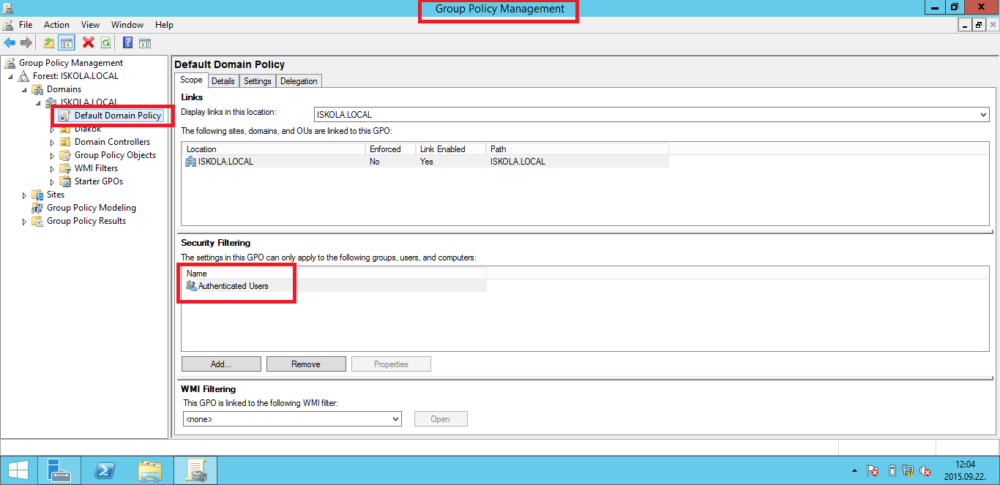 Group Policy Management
File Action View Window Help
Group Policy Management
Forest: ISKOLA.LOCAL
Domains
ISKOLA.LOCAL
Default Domain Policy
Diakok
Domain Controllers
Group Policy Objects
WMI Filters
Starter GPOs
Sites
Group Policy Modeling
Group Policy Results
Default Domain Policy
Scope Details Settings Delegation
Links
Display links in this location: ISKOLA.LOCAL
The following sites, domains, and OUs are linked to this GPO:
Location Enforced Link Enabled Path
ISKOLA.LOCAL No Yes ISKOLA.LOCAL
Security Filtering
The settings in this GPO can only apply to the following groups, users, and computers:
Name
Authenticated Users
Add... Remove Properties
WMI Filtering
This GPO is linked to the following WMI filter:
<none> Open
12:04
2015.09.22.